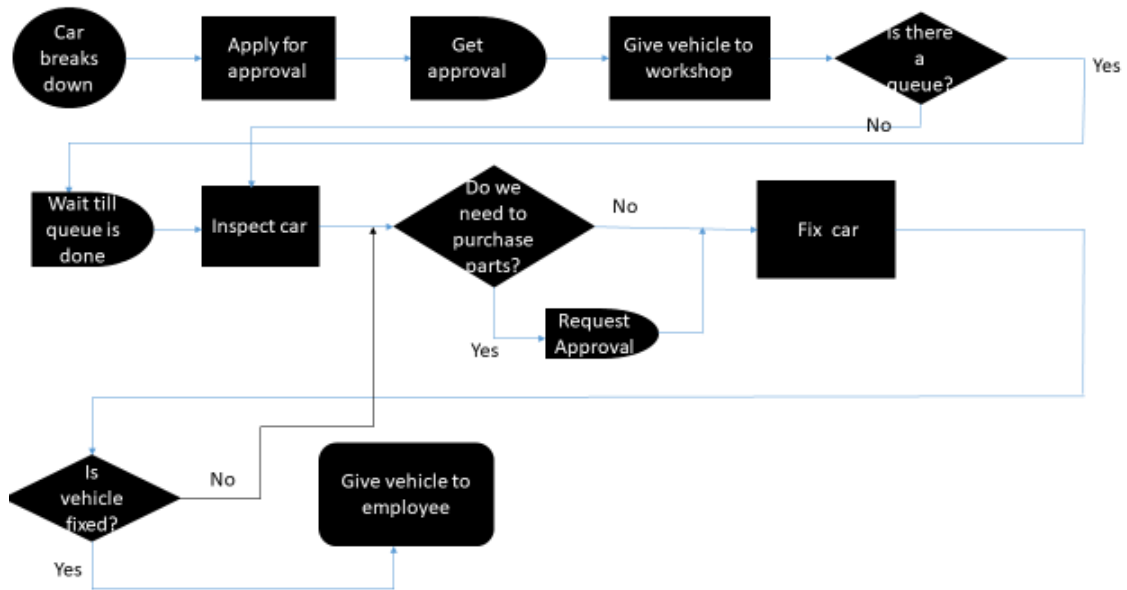 Car
breaks
down
Apply for
approval
Get
approval
Give vehicle to
workshop
Is there
a
queue?
Yes
No
Wait till
queue is
done
Inspect car
Do we
need to
purchase
parts?
No
Fix car
Request
Approval
Yes
Is
vehicle
fixed?
No
Give vehicle to
employee
Yes